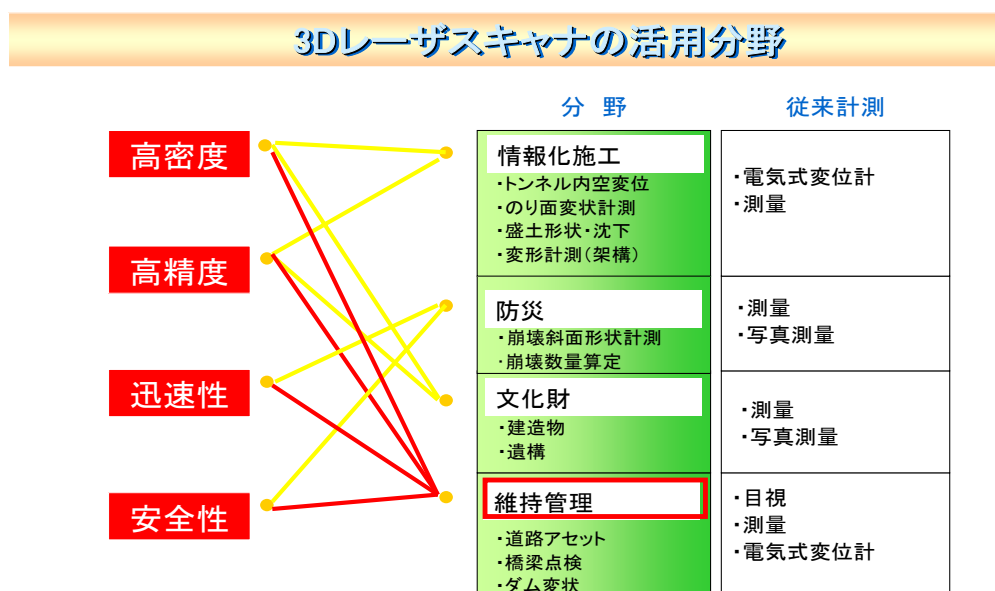 3Dレーザスキャナの活用分野
分 野
従来計測
高密度
高精度
迅速性
安全性
情報化施工
・トンネル内空変位
・のり面変状計測
・盛土形状・沈下
・変形計測(架構)
・電気式変位計
・測量
防災
・崩壊斜面形状計測
・崩壊数量算定
・測量
・写真測量
文化財
・建造物
・遺構
・測量
・写真測量
維持管理
・道路アセット
・橋梁点検
・ダム変状
・目視
・測量
・電気式変位計